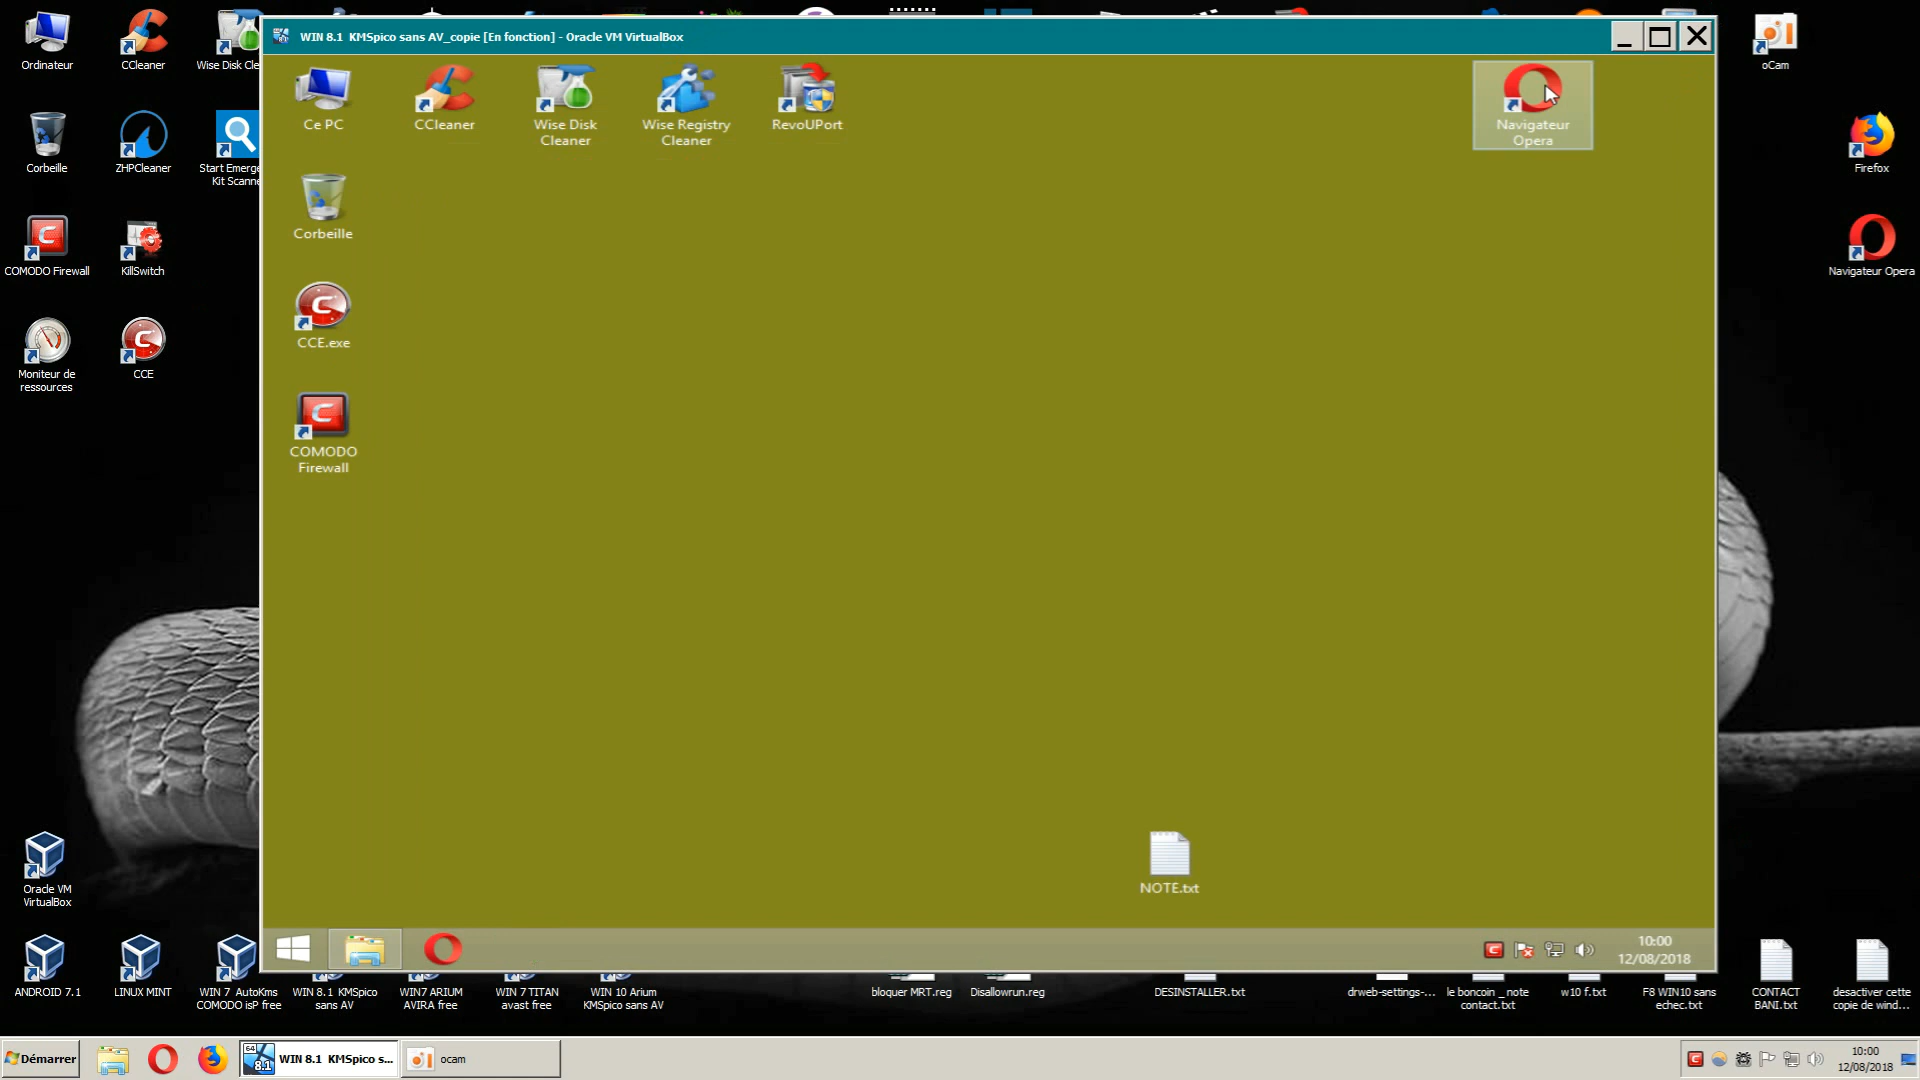 WIN 8.1  KMSpico sans AV_copie [En fonction] - Oracle VM VirtualBox
Ordinateur
CCleaner
Wise Disk Cle
oCam
Ce PC
CCleaner
Wise Disk
Cleaner
Wise Registry
Cleaner
RevoUPort
Navigateur
Opera
Corbeille
ZHPCleaner
Start Emerge
Kit Scanne
Firefox
Corbeille
COMODO Firewall
KillSwitch
Navigateur Opera
CCE.exe
Moniteur de
ressources
CCE
COMODO
Firewall
NOTE.txt
Oracle VM
VirtualBox
10:00
12/08/2018
ANDROID 7.1
LINUX MINT
WIN 7  AutoKms
COMODO isP free
WIN 8.1  KMSpico
sans AV
WIN7 ARIUM
AVIRA free
WIN 7 TITAN
avast free
WIN 10 Arium
KMSpico sans AV
bloquer MRT.reg
Disallowrun.reg
DESINSTALLER.txt
drweb-settings-...
le boncoin _ note
contact.txt
w10 f.txt
F8 WIN10 sans
echec.txt
CONTACT
BANI.txt
desactiver cette
copie de wind...
Démarrer
64
8.1
WIN 8.1  KMSpico s...
ocam
10:00
12/08/2018